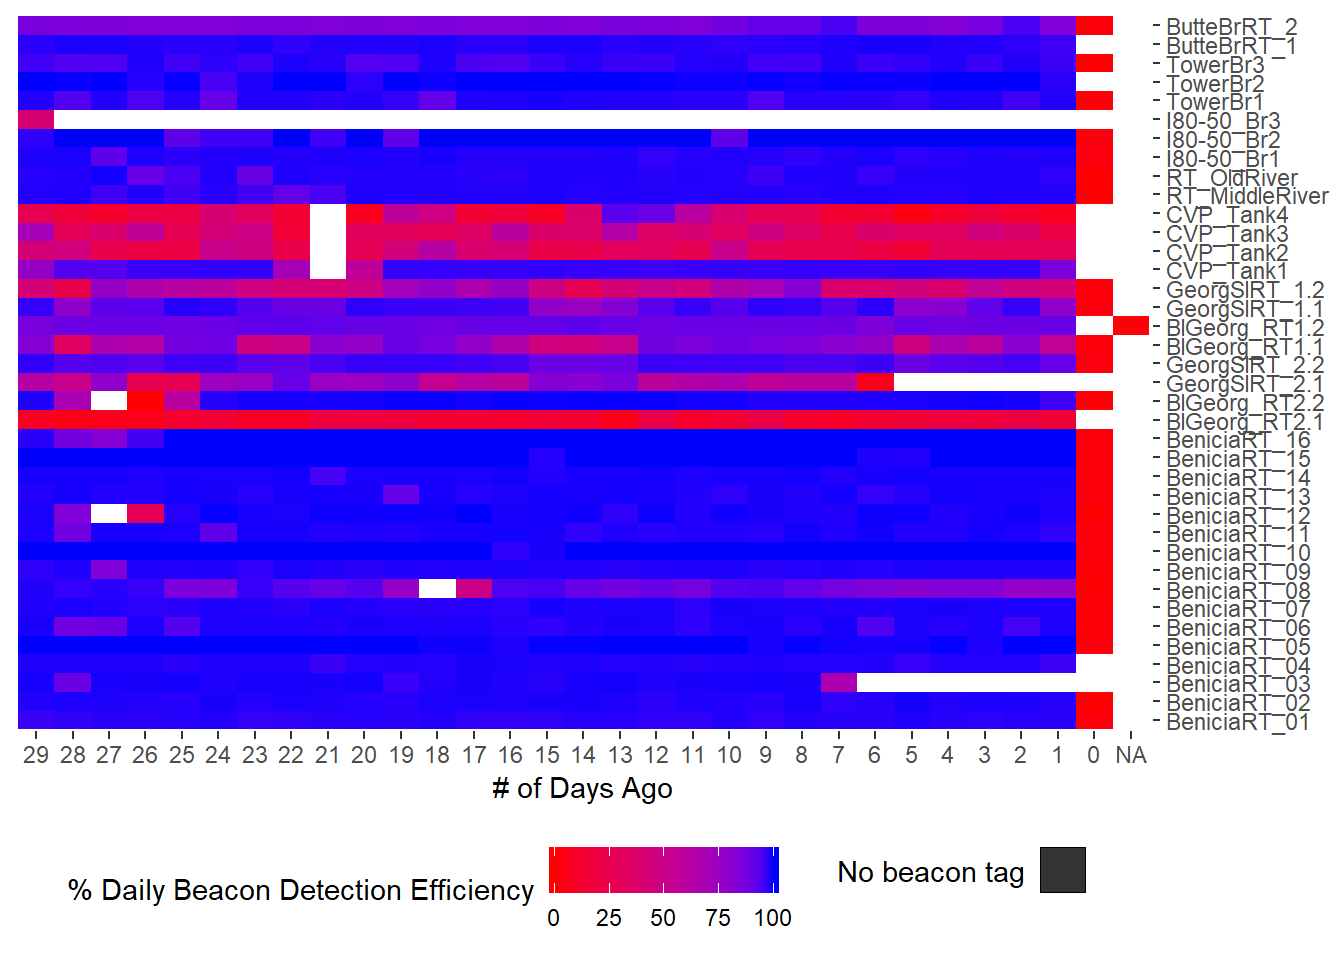 ButteBrRT_2
ButteBrRT_1
TowerBr3
TowerBr2
TowerBr1
I80-50_Br3
I80-50_Br2
I80-50_Br1
RT_OldRiver
RT_MiddleRiver
CVP_Tank4
CVP_Tank3
CVP_Tank2
CVP_Tank1
GeorgSlRT_1.2
GeorgSlRT_1.1
BlGeorg_RT1.2
BlGeorg_RT1.1
GeorgSlRT_2.2
GeorgSlRT_2.1
BlGeorg_RT2.2
BlGeorg_RT2.1
BeniciaRT_16
BeniciaRT_15
BeniciaRT_14
BeniciaRT_13
BeniciaRT_12
BeniciaRT_11
BeniciaRT_10
BeniciaRT_09
BeniciaRT_08
BeniciaRT_07
BeniciaRT_06
BeniciaRT_05
BeniciaRT_04
BeniciaRT_03
BeniciaRT_02
BeniciaRT_01
29 28 27 26 25 24 23 22 21 20 19 18 17 16 15 14 13 12 11 10 9 8 7 6 5 4 3 2 1 0 NA
# of Days Ago
% Daily Beacon Detection Efficiency
0 25 50 75 100
No beacon tag